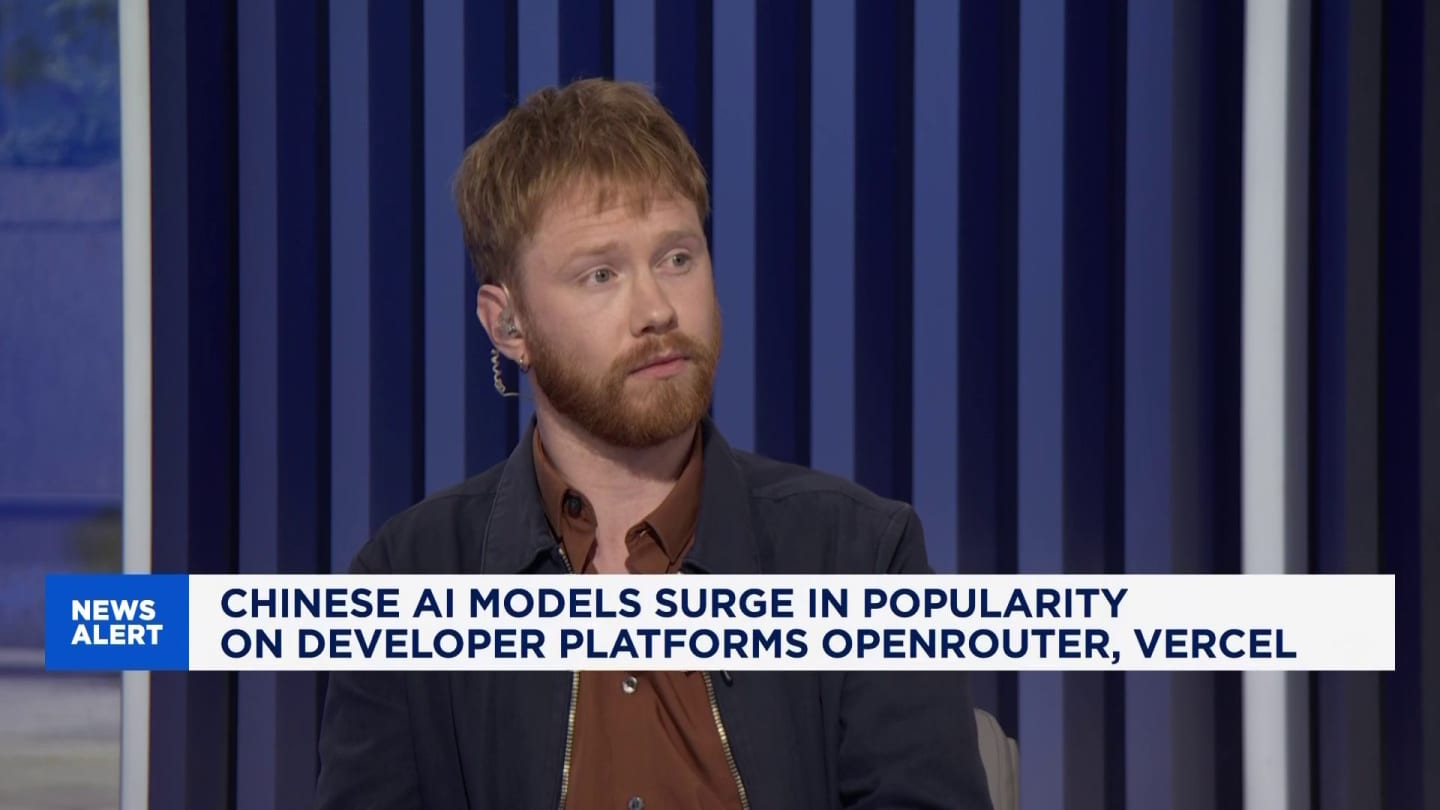 NEWS
ALERT
CHINESE AI MODELS SURGE IN POPULARITY
ON DEVELOPER PLATFORMS OPENROUTER, VERCEL